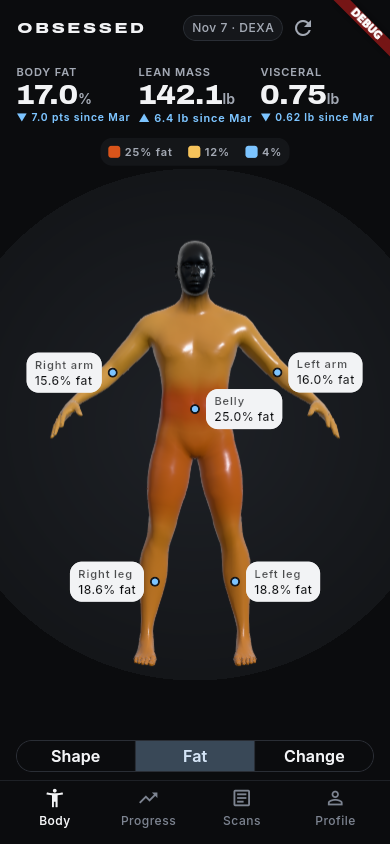 OBSESSED
Nov 7 · DEXA
DEBUG
BODY FAT
17.0%
▼ 7.0 pts since Mar
LEAN MASS
142.1lb
▲ 6.4 lb since Mar
VISCERAL
0.75lb
▼ 0.62 lb since Mar
25% fat
12%
4%
Right arm
15.6% fat
Left arm
16.0% fat
Belly
25.0% fat
Right leg
18.6% fat
Left leg
18.8% fat
Shape
Fat
Change
Body
Progress
Scans
Profile